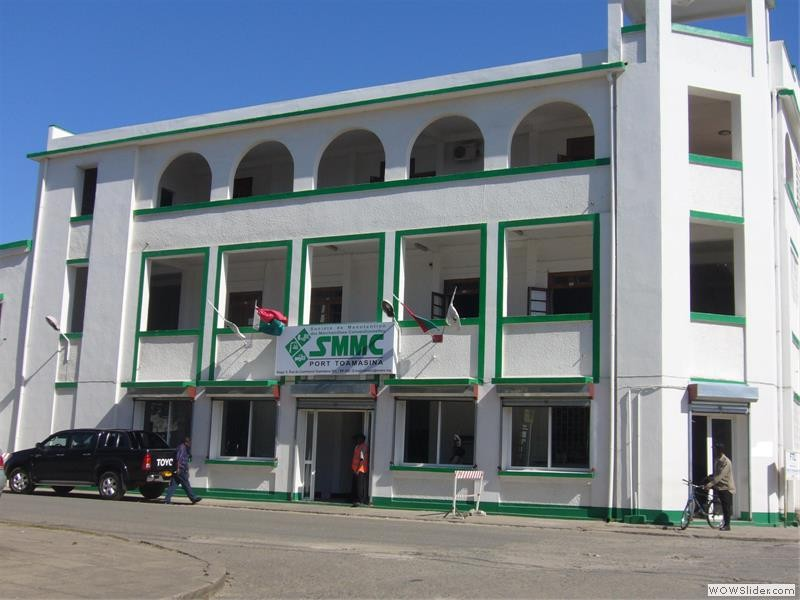 Société de Manutention
des Marchandises Conventionnelles
SMMC
PORT TOAMASINA
TOYO
WOWSlider.com